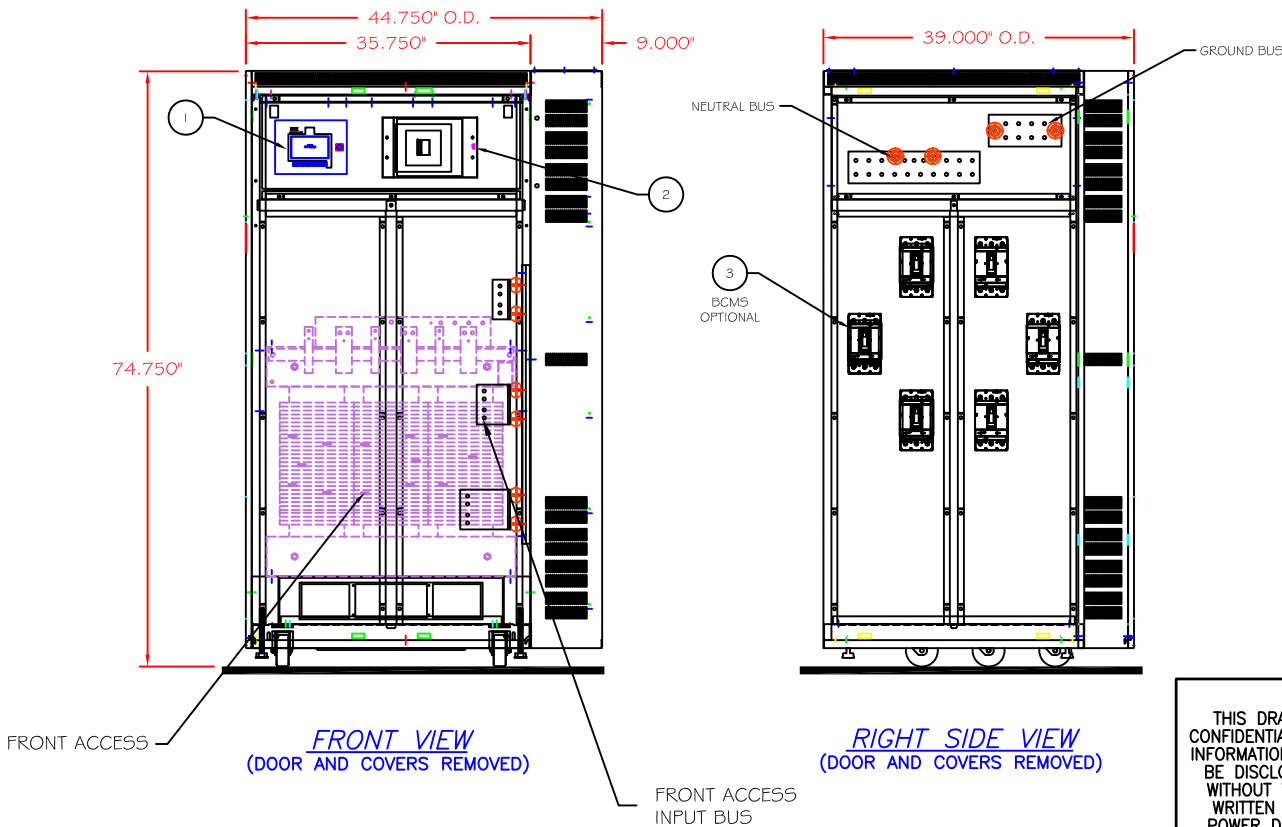 44.750" O.D.
35.750"
9.000"
39.000" O.D.
GROUND BUS
NEUTRAL BUS
1
2
3
BCMS
OPTIONAL
74.750"
FRONT ACCESS
FRONT VIEW
(DOOR AND COVERS REMOVED)
RIGHT SIDE VIEW
(DOOR AND COVERS REMOVED)
FRONT ACCESS
INPUT BUS
THIS DRA
CONFIDENTIA
INFORMATION
BE DISCLO
WITHOUT
WRITTEN
POWER D